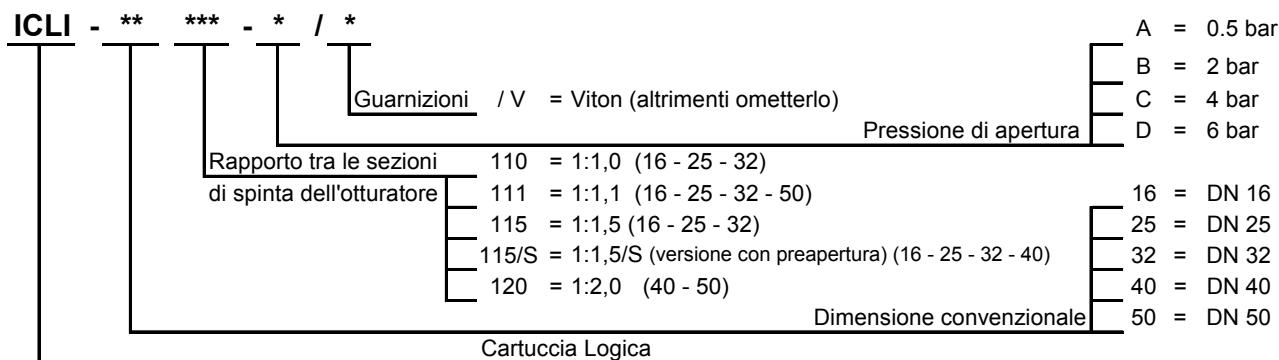 ICLI - ** *** - * / *
A = 0.5 bar
B = 2 bar
Guarnizioni / V = Viton (altrimenti ometterlo)
C = 4 bar
Pressione di apertura
D = 6 bar
Rapporto tra le sezioni
di spinta dell'otturatore
110 = 1:1,0 (16 - 25 - 32)
111 = 1:1,1 (16 - 25 - 32 - 50)
115 = 1:1,5 (16 - 25 - 32)
115/S = 1:1,5/S (versione con preapertura) (16 - 25 - 32 - 40)
120 = 1:2,0 (40 - 50)
16 = DN 16
25 = DN 25
32 = DN 32
40 = DN 40
Dimensione convenzionale
50 = DN 50
Cartuccia Logica